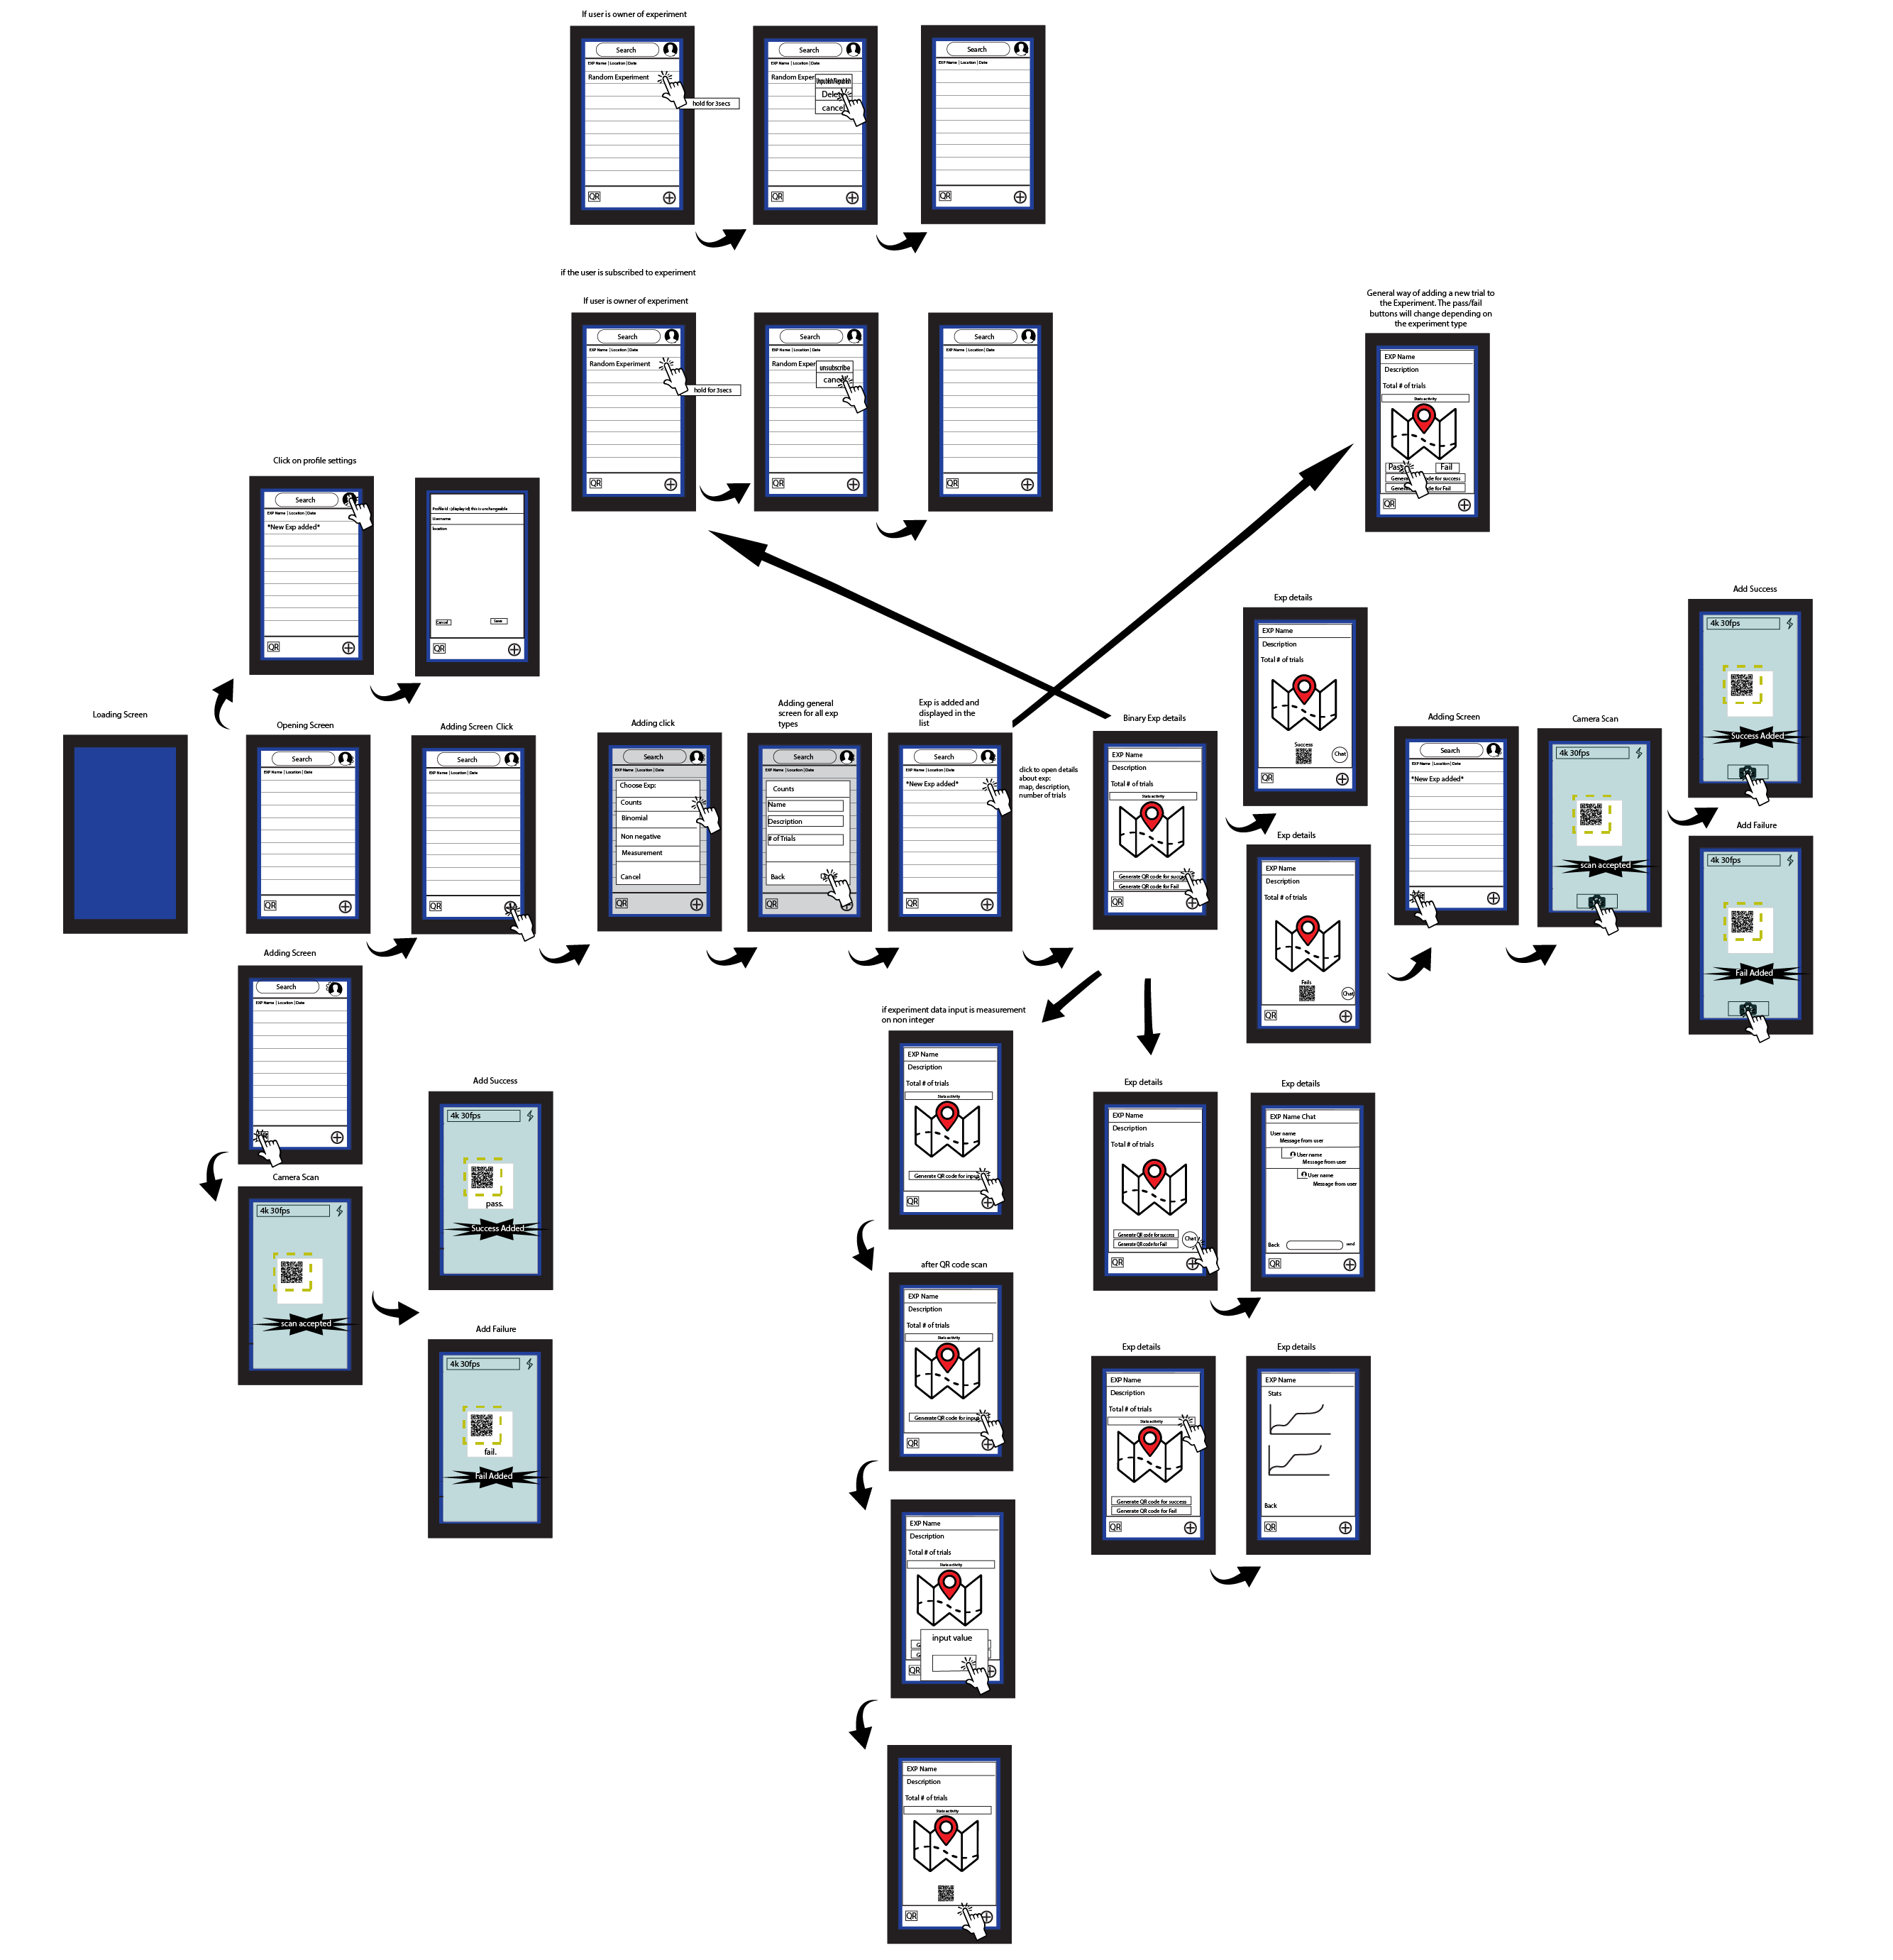 If user is owner of experiment
Search
EXP Name | Location | Date
Random Experiment
hold for 3secs
QR
Search
EXP Name | Location | Date
Random Exper
Unpublish/Republish
Delet
cancel
QR
Search
EXP Name | Location | Date
QR
if the user is subscribed to experiment
If user is owner of experiment
Search
EXP Name | Location | Date
Random Experiment
hold for 3secs
QR
Search
EXP Name | Location | Date
Random Exper
unsubscribe
cancel
QR
Search
EXP Name | Location | Date
QR
General way of adding a new trial to
the Experiment. The pass/fail
buttons will change depending on
the experiment type
EXP Name
Description
Total # of trials
Stats activity
Pass
Fail
Generate code for success
Generate code for Fail
QR
Click on profile settings
Search
EXP Name | Location | Date
*New Exp added*
QR
Profile id : (display id) this is unchangeable
Username
location
Cancel
Save
QR
Loading Screen
Opening Screen
Search
EXP Name | Location | Date
QR
Adding Screen Click
Search
EXP Name | Location | Date
QR
Adding click
Search
EXP Name | Location | Date
Choose Exp:
Counts
Binomial
Non negative
Measurement
Cancel
QR
Adding general
screen for all exp
types
Search
EXP Name | Location | Date
Counts
Name
Description
# of Trials
Back
QR
Exp is added and
displayed in the
list
Search
EXP Name | Location | Date
*New Exp added*
QR
click to open details
about exp:
map, description,
number of trials
Binary Exp details
EXP Name
Description
Total # of trials
Stats activity
Generate QR code for succ
Generate QR code for Fail
QR
Exp details
EXP Name
Description
Total # of trials
Success
Chat
QR
Exp details
EXP Name
Description
Total # of trials
Fails
Chat
QR
Adding Screen
Search
EXP Name | Location | Date
*New Exp added*
Camera Scan
4k 30fps
scan accepted
Add Success
4k 30fps
Success Added
Add Failure
4k 30fps
Fail Added
Adding Screen
Search
EXP Name | Location | Date
Camera Scan
4k 30fps
scan accepted
Add Success
4k 30fps
pass.
Success Added
Add Failure
4k 30fps
fail.
Fail Added
if experiment data input is measurement
on non integer
EXP Name
Description
Total # of trials
Stats activity
Generate QR code for input
QR
after QR code scan
EXP Name
Description
Total # of trials
Stats activity
Generate QR code for input
QR
EXP Name
Description
Total # of trials
Stats activity
G
G
input value
QR
EXP Name
Description
Total # of trials
Stats activity
QR
Exp details
EXP Name
Description
Total # of trials
Generate QR code for success
Generate QR code for Fail
Chat
QR
Exp details
EXP Name Chat
User name
Message from user
User name
Message from user
User name
Message from user
Back
send
QR
Exp details
EXP Name
Description
Total # of trials
Stats activity
Generate QR code for success
Generate QR code for Fail
QR
Exp details
EXP Name
Stats
Back
QR